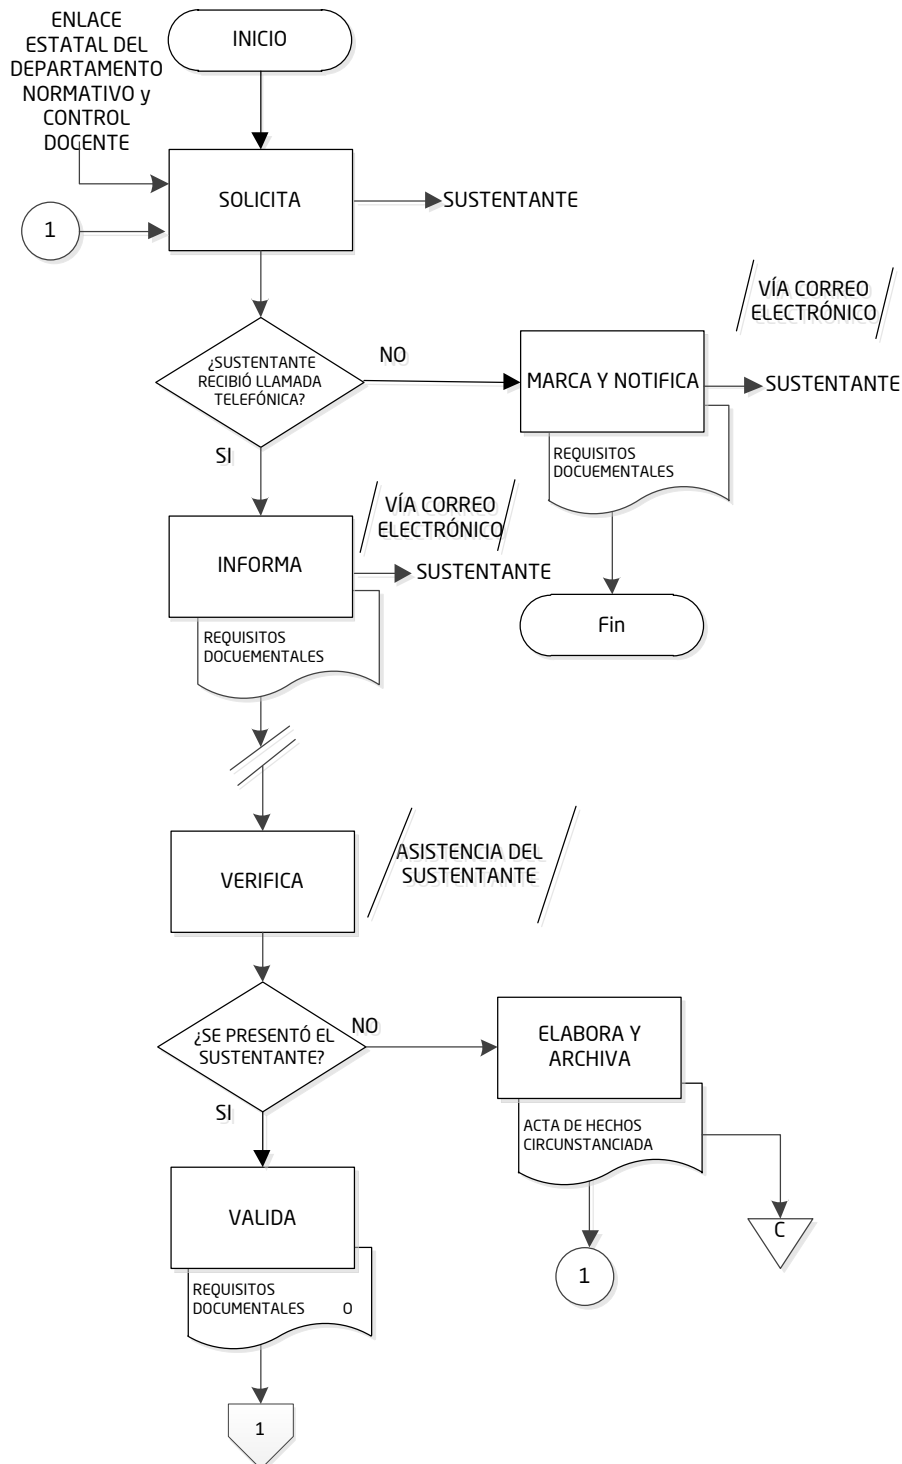 ENLACE
ESTATAL DEL
DEPARTAMENTO
NORMATIVO y
CONTROL
DOCENTE
INICIO
SOLICITA
SUSTENTANTE
1
¿SUSTENTANTE
RECIBIÓ LLAMADA
TELEFÓNICA?
NO
MARCA Y NOTIFICA
VÍA CORREO
ELECTRÓNICO
SUSTENTANTE
REQUISITOS
DOCUEMENTALES
Fin
SI
INFORMA
VÍA CORREO
ELECTRÓNICO
SUSTENTANTE
REQUISITOS
DOCUEMENTALES
VERIFICA
ASISTENCIA DEL
SUSTENTANTE
¿SE PRESENTÓ EL
SUSTENTANTE?
NO
ELABORA Y
ARCHIVA
ACTA DE HECHOS
CIRCUNSTANCIADA
C
1
SI
VALIDA
REQUISITOS
DOCUMENTALES O
1